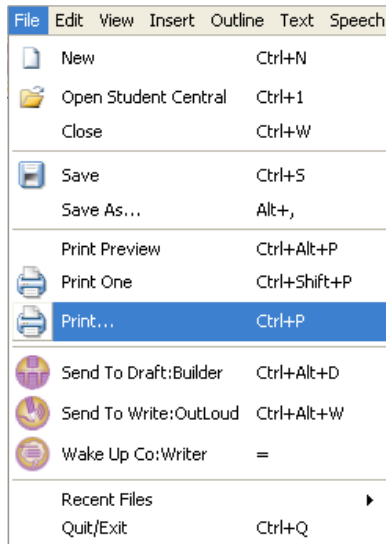 File Edit View Insert Outline Text Speech
New Ctrl+N
Open Student Central Ctrl+1
Close Ctrl+W
Save Ctrl+S
Save As... Alt+,
Print Preview Ctrl+Alt+P
Print One Ctrl+Shift+P
Print... Ctrl+P
Send To Draft:Builder Ctrl+Alt+D
Send To Write:OutLoud Ctrl+Alt+W
Wake Up Co:Writer =
Recent Files
Quit/Exit Ctrl+Q